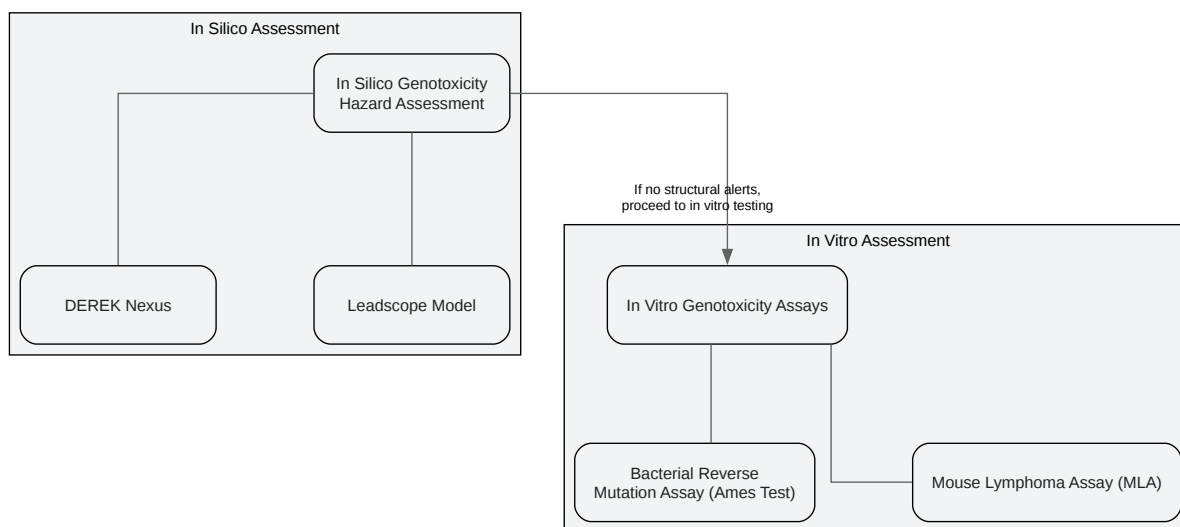 In Silico Assessment
In Silico Genotoxicity
Hazard Assessment
If no structural alerts,
proceed to in vitro testing
DEREK Nexus
Leadscope Model
In Vitro Assessment
In Vitro Genotoxicity Assays
Bacterial Reverse
Mutation Assay (Ames Test)
Mouse Lymphoma Assay (MLA)